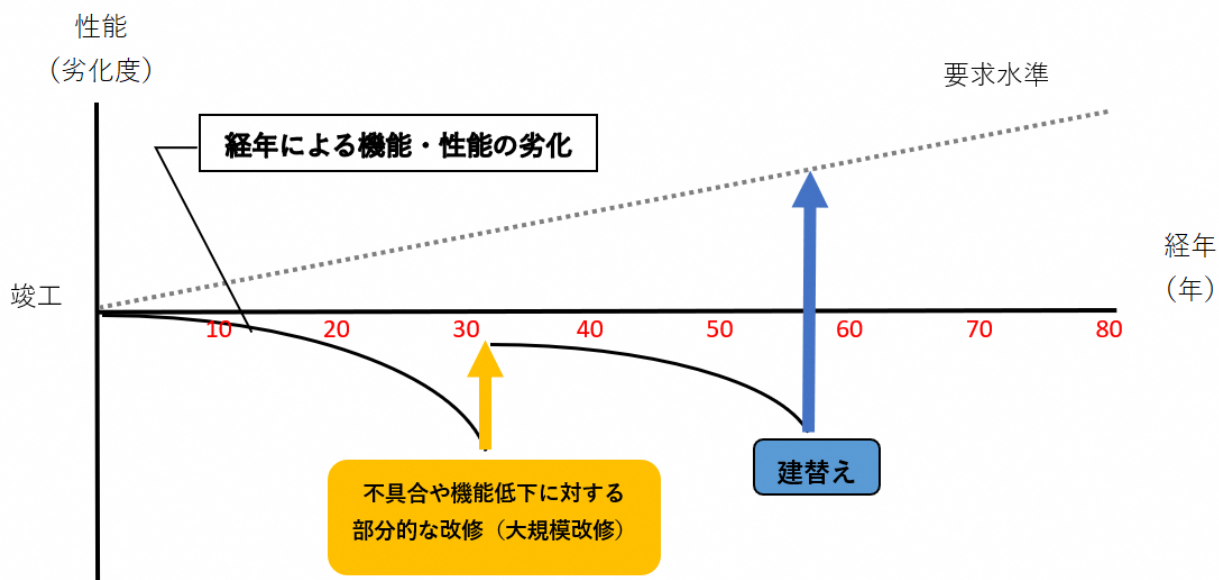 性能
（劣化度）
要求水準
経年による機能・性能の劣化
経年
（年）
竣工
10
20
30
40
50
60
70
80
不具合や機能低下に対する
部分的な改修（大規模改修）
建替え